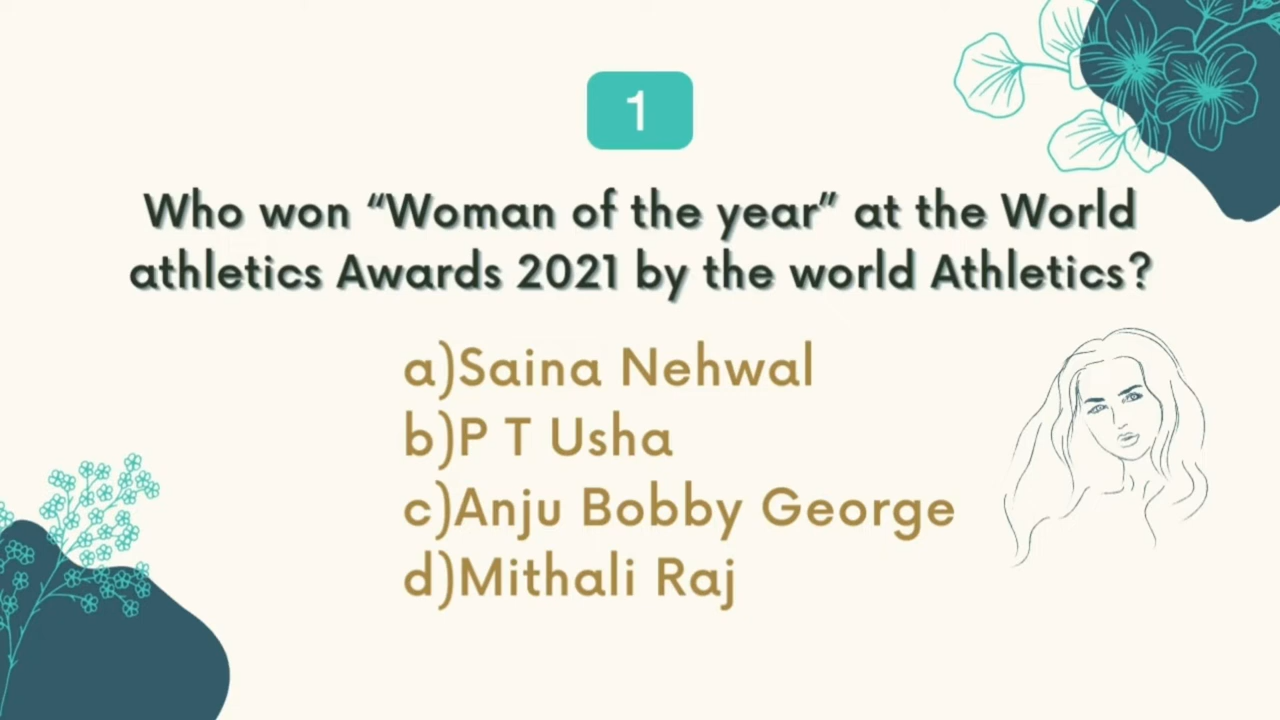 1
Who won “Woman of the year” at the World
athletics Awards 2021 by the world Athletics?
a)Saina Nehwal
b)P T Usha
c)Anju Bobby George
d)Mithali Raj